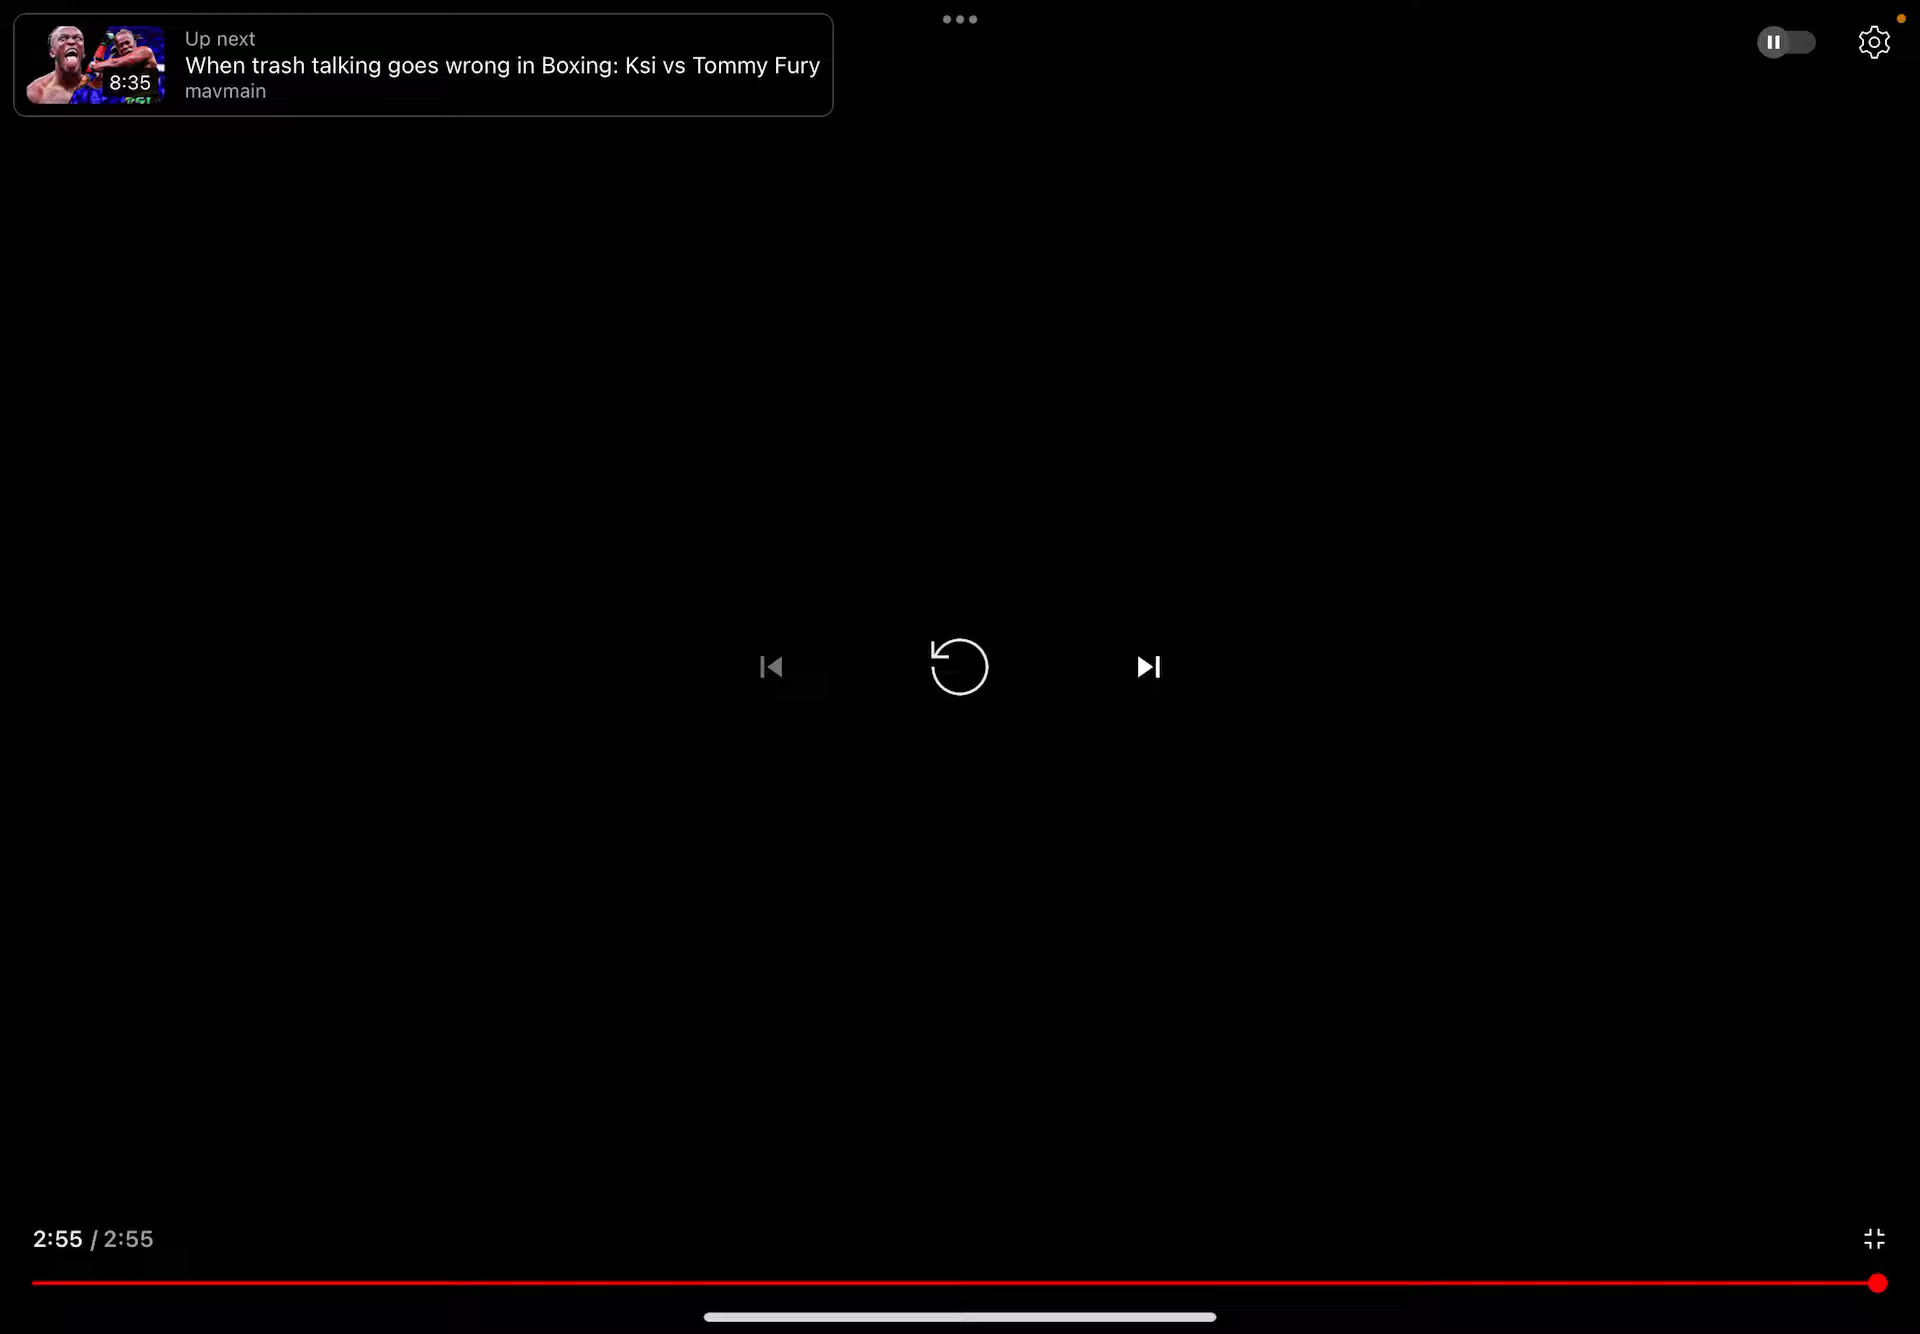 Up next
When trash talking goes wrong in Boxing: Ksi vs Tommy Fury
8:35
mavmain
2:55 / 2:55